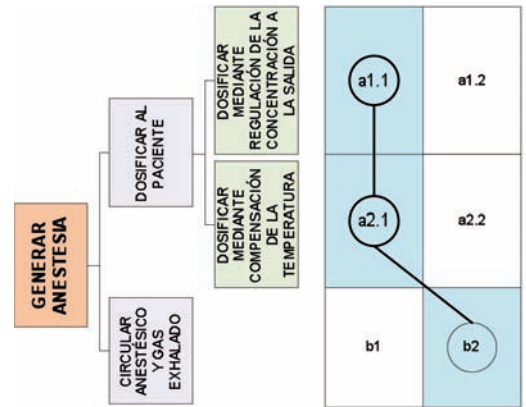 GENERAR
ANESTESIA
DOSIFICAR AL
PACIENTE
CIRCULAR
ANESTÉSICO
Y GAS
EXHALADO
DOSIFICAR
MEDIANTE
REGULACIÓN DE LA
CONCENTRACIÓN A
LA SALIDA
DOSIFICAR
MEDIANTE
COMPENSACIÓN
DE LA
TEMPERATURA
a1.1
a1.2
a2.1
a2.2
b1
b2